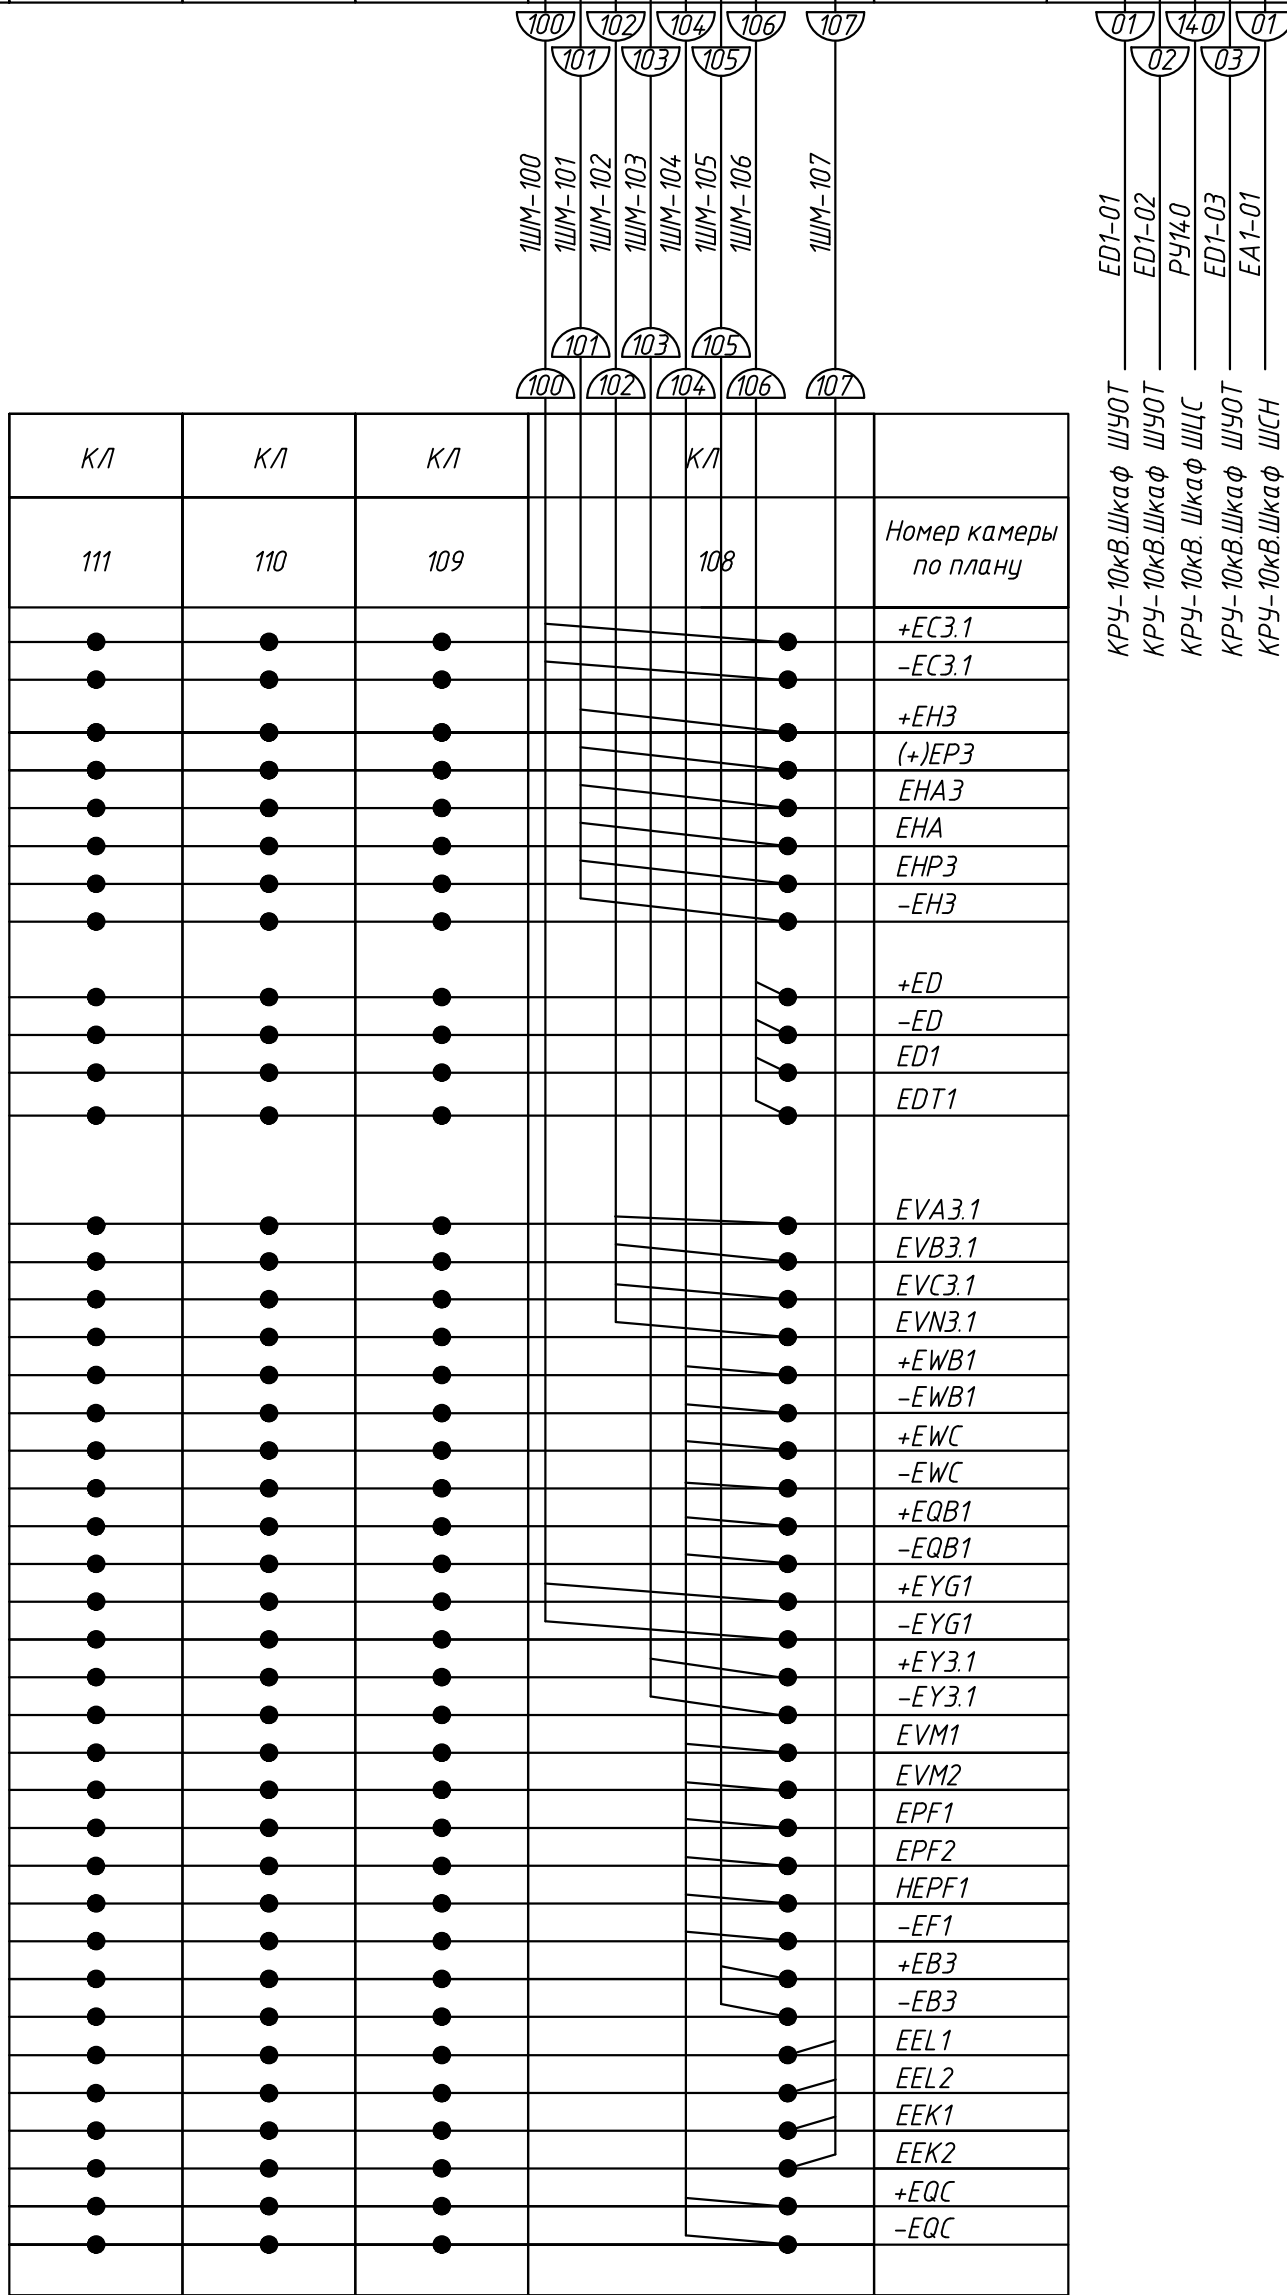 100 102 104 106 107 01 140 01
101 103 105 02 03
1ШМ-100
1ШМ-101
1ШМ-102
1ШМ-103
1ШМ-104
1ШМ-105
1ШМ-106
1ШМ-107
ED1-01
ED1-02
РУ140
ED1-03
EA1-01
КРУ-10кВ.Шкаф ШУОТ
КРУ-10кВ.Шкаф ШУОТ
КРУ-10кВ. Шкаф ШЦС
КРУ-10кВ.Шкаф ШУОТ
КРУ-10кВ.Шкаф ШСН
101 103 105
100 102 104 106 107
КЛ КЛ КЛ КЛ
111 110 109 108
Номер камеры
по плану
+EC3.1
-EC3.1
+EH3
(+)EP3
EHA3
EHA
EHP3
-EH3
+ED
-ED
ED1
EDT1
EVA3.1
EVB3.1
EVC3.1
EVN3.1
+EWB1
-EWB1
+EWC
-EWC
+EQB1
-EQB1
+EYG1
-EYG1
+EY3.1
-EY3.1
EVM1
EVM2
EPF1
EPF2
HEPF1
-EF1
+EB3
-EB3
EEL1
EEL2
EEK1
EEK2
+EQC
-EQC